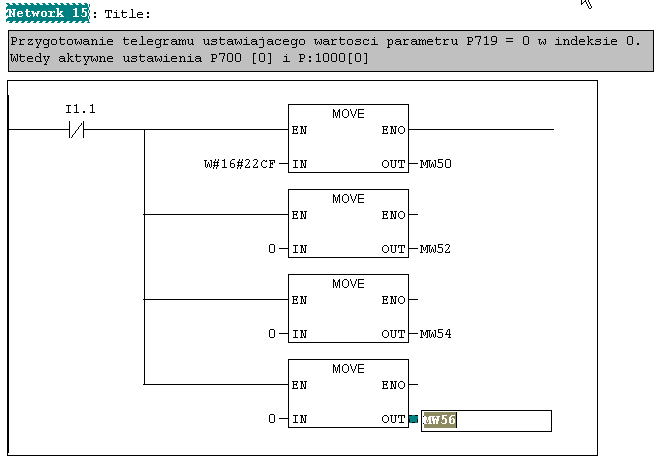 Network 15: Title:
Przygotowanie telegramu ustawiajacego wartosci parametru P719 = 0 w indeksie 0.
Wtedy aktywne ustawienia P700 [0] i P:1000[0]
I1.1
MOVE
EN ENO
W#16#22CF IN OUT MW50
MOVE
EN ENO
0 IN OUT MW52
MOVE
EN ENO
0 IN OUT MW54
MOVE
EN ENO
0 IN OUT MW56